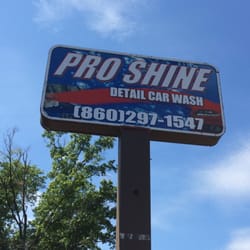 PRO SHINE
DETAIL CAR WASH
(860)297-1547